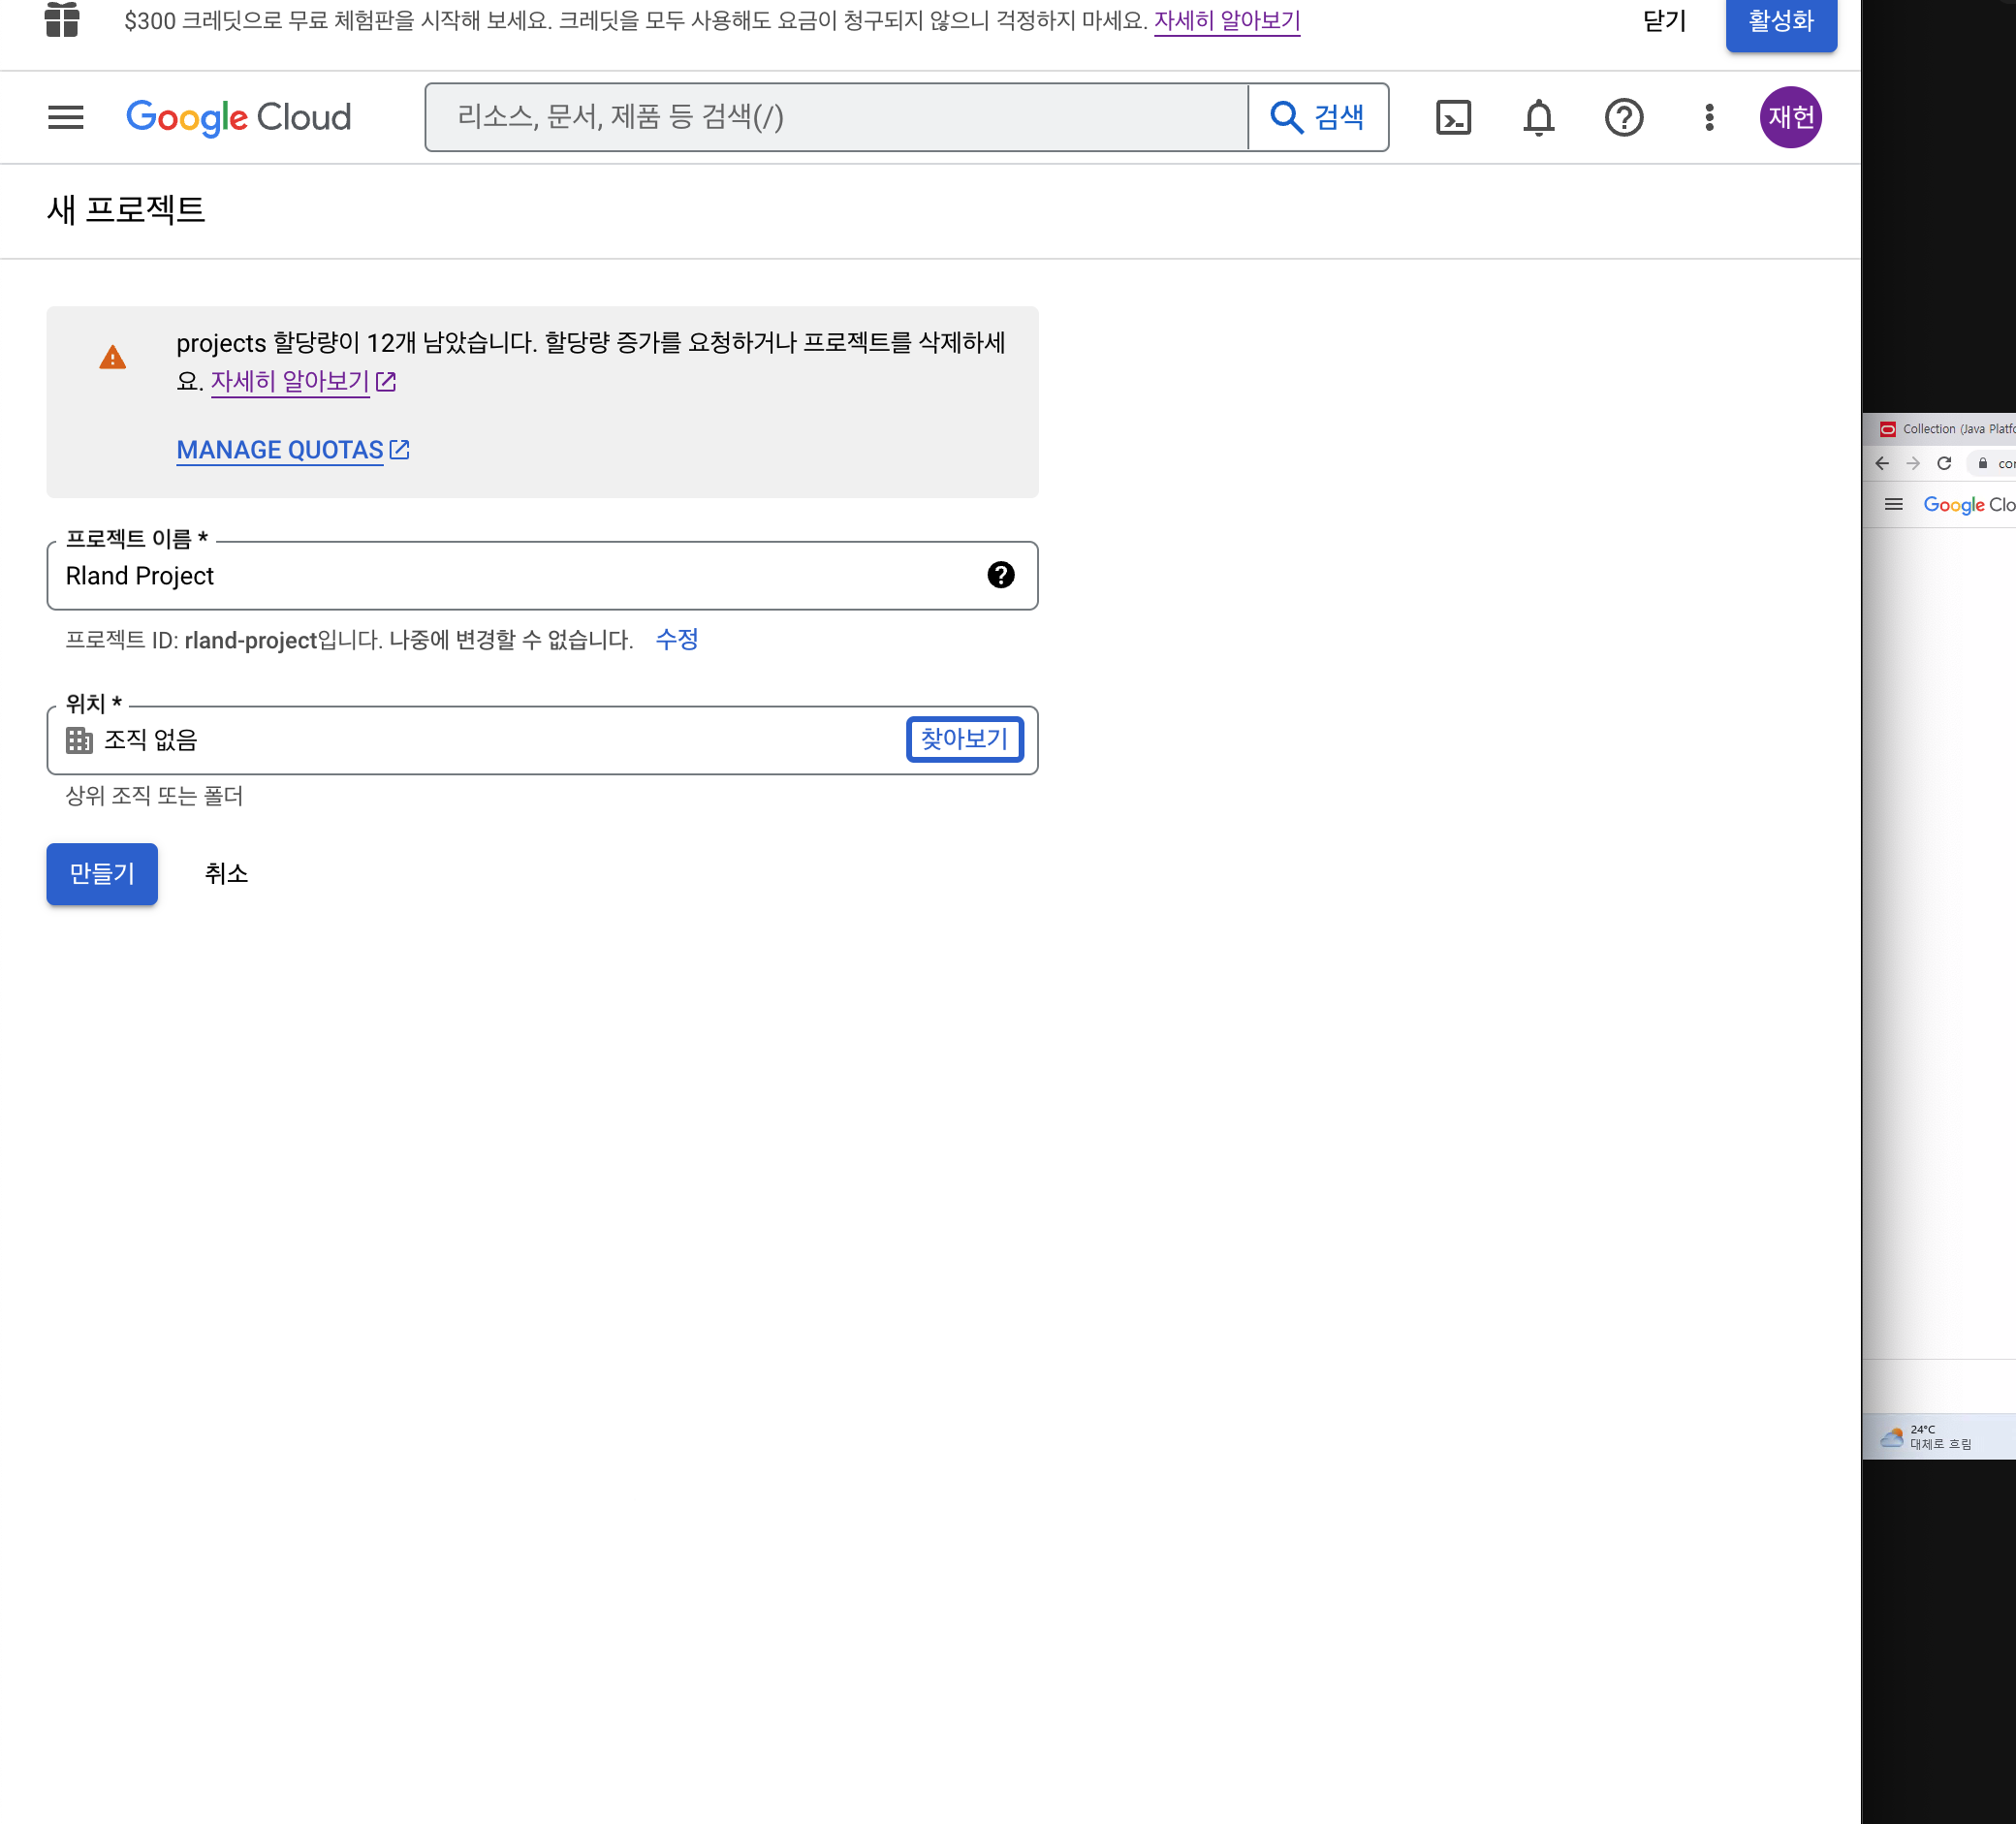 $300 크레딧으로 무료 체험판을 시작해 보세요. 크레딧을 모두 사용해도 요금이 청구되지 않으니 걱정하지 마세요. 자세히 알아보기 닫기 활성화
Google Cloud 리소스, 문서, 제품 등 검색(/) 검색 재헌
새 프로젝트
projects 할당량이 12개 남았습니다. 할당량 증가를 요청하거나 프로젝트를 삭제하세
요. 자세히 알아보기
MANAGE QUOTAS
프로젝트 이름 *
Rland Project
프로젝트 ID: rland-project입니다. 나중에 변경할 수 없습니다. 수정
위치 *
조직 없음 찾아보기
상위 조직 또는 폴더
만들기 취소
Collection (Java Platfo
Google Clo
24°C
대체로 흐림